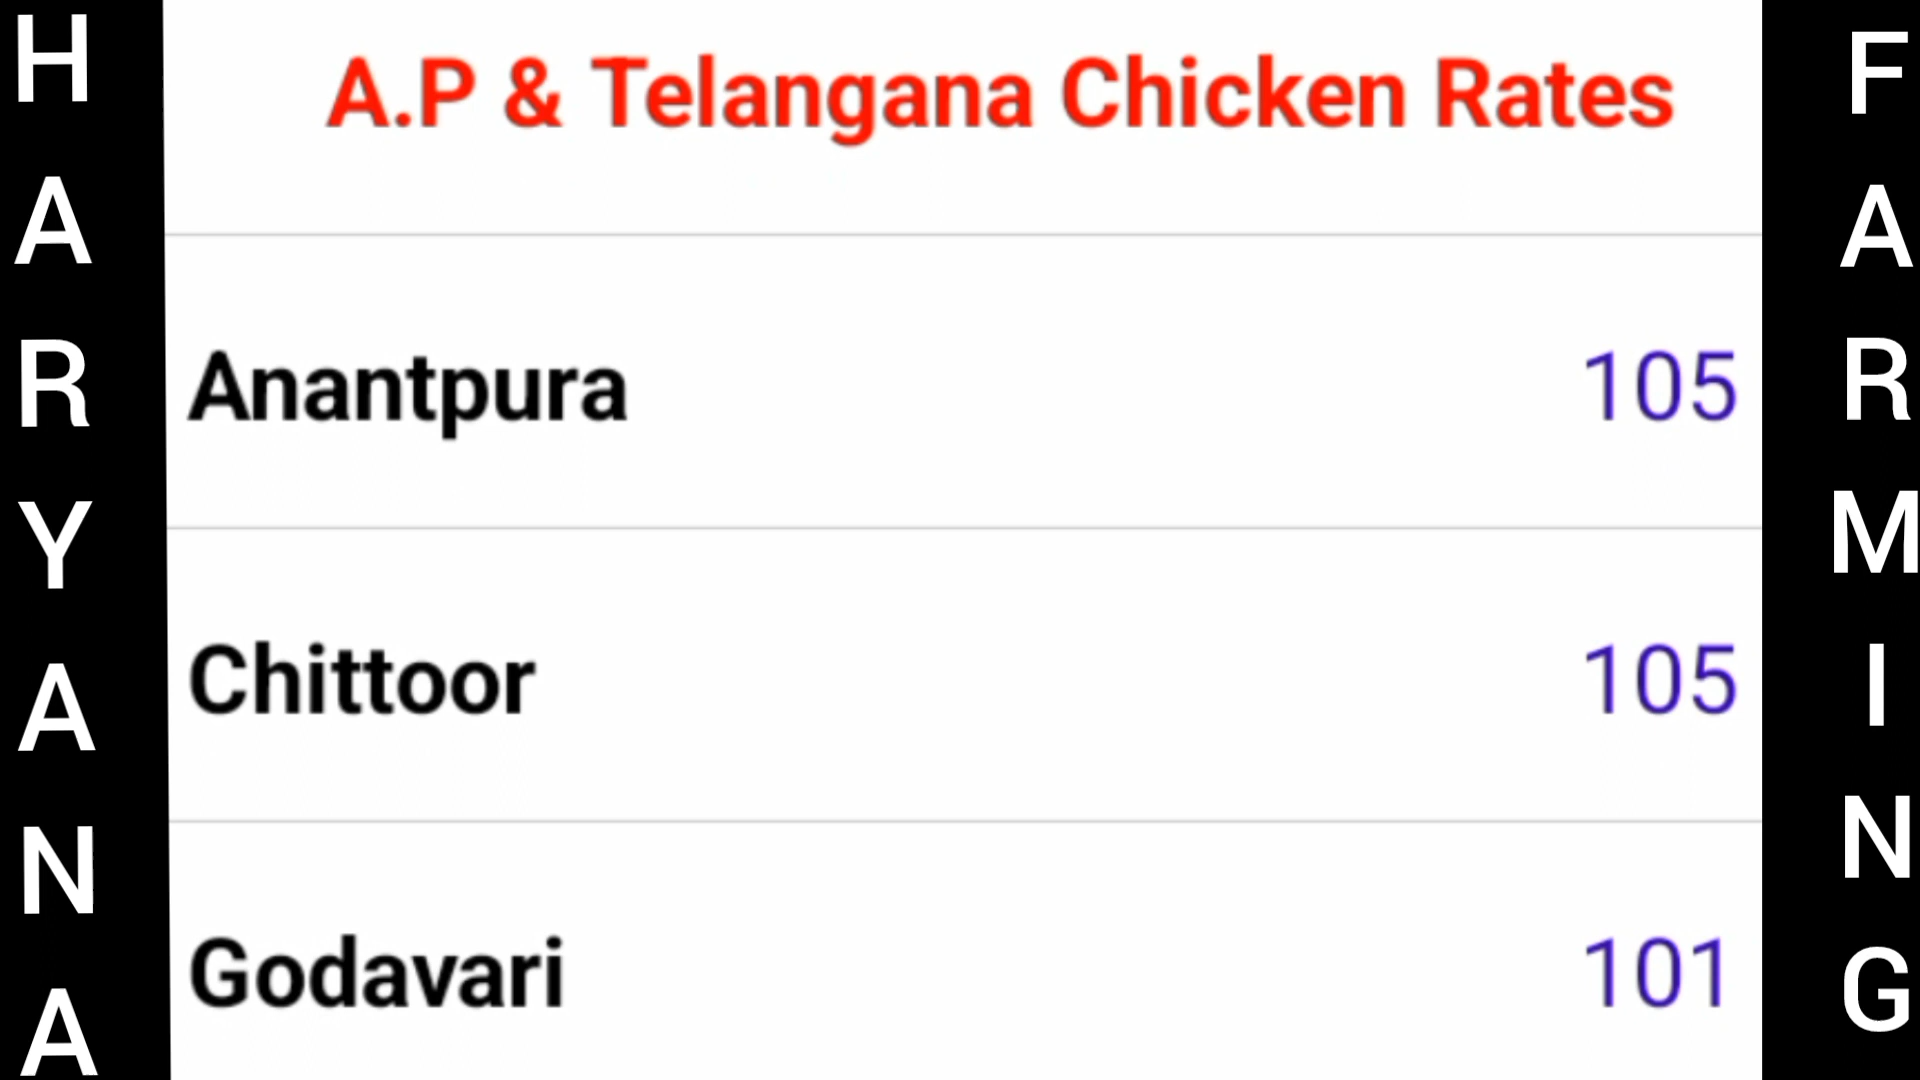 HARYANA
A.P & Telangana Chicken Rates
Anantpura 105
Chittoor 105
Godavari 101
FARMING